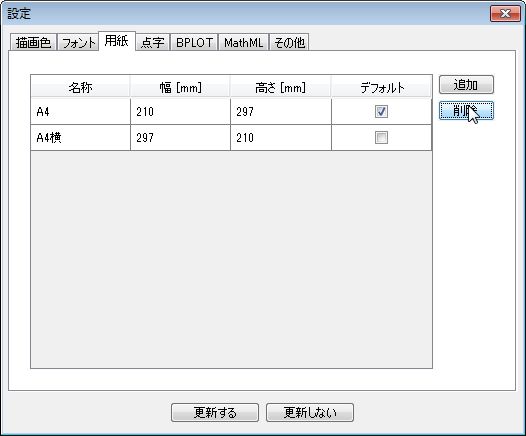 設定
描画色 フォント 用紙 点字 BPLOT MathML その他
名称 幅 [mm] 高さ [mm] デフォルト
追加
A4 210 297
削除
A4横 297 210
更新する 更新しない